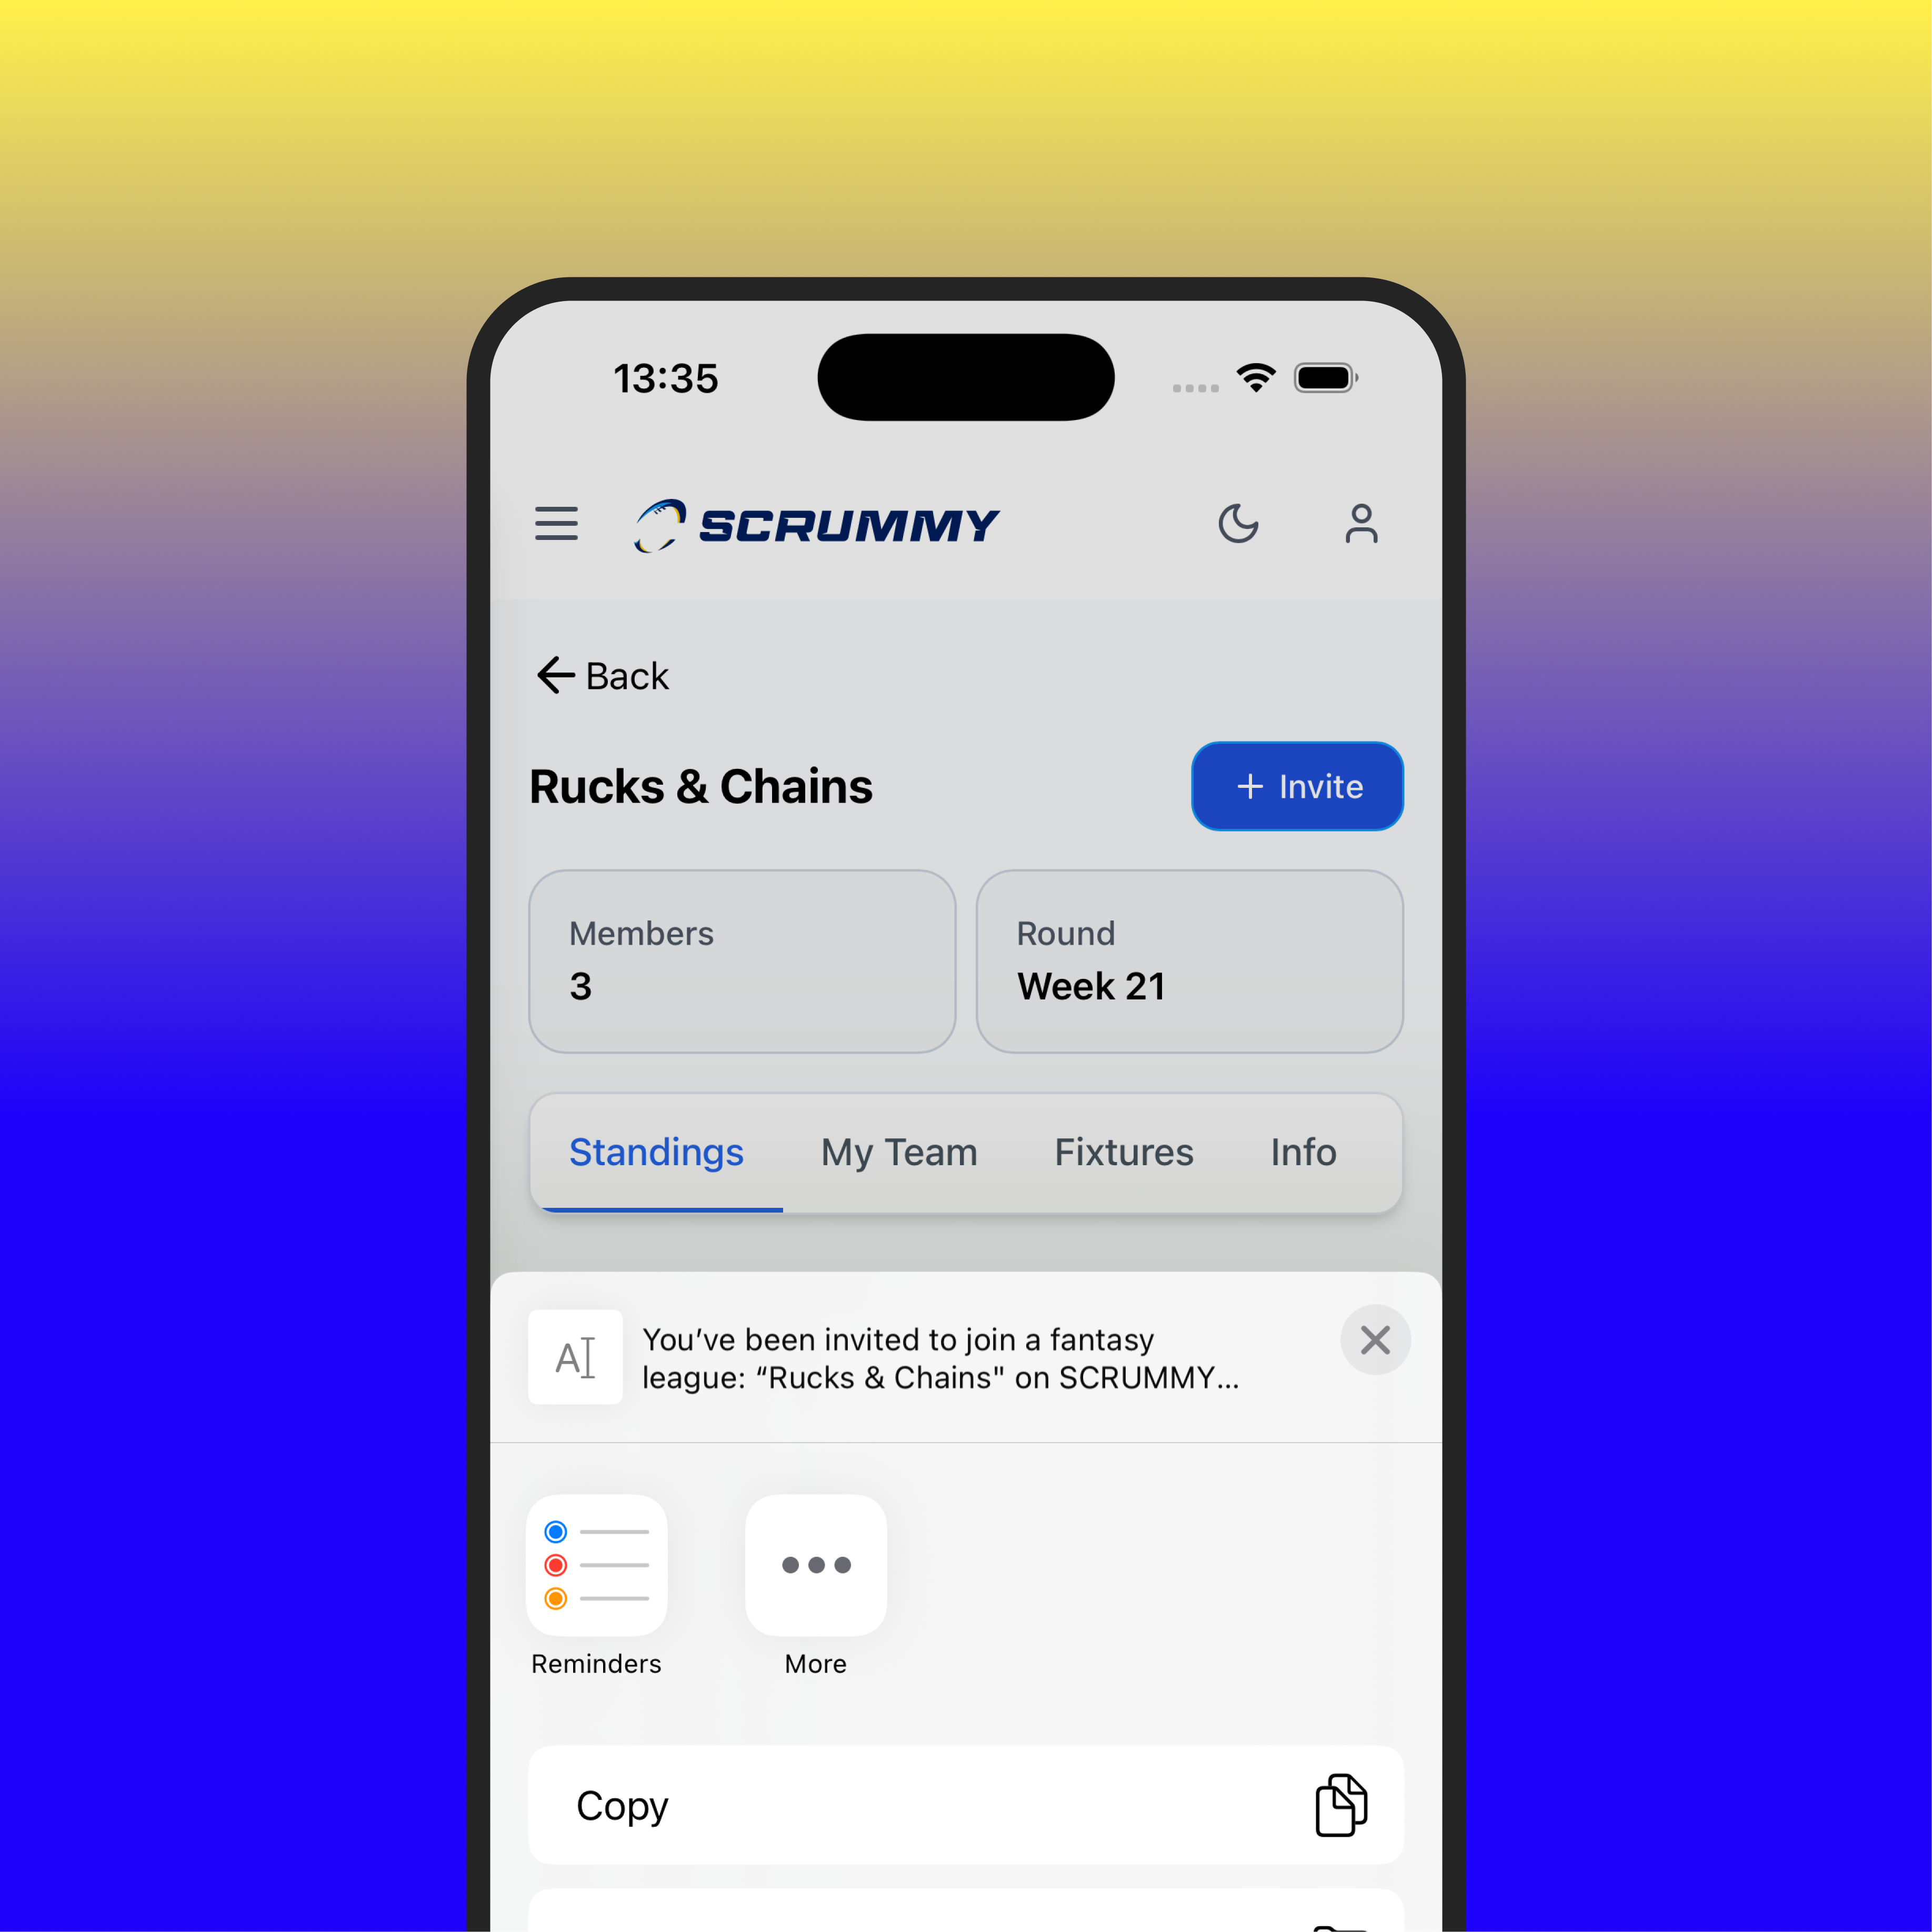 13:35
SCRUMMY
Back
Rucks & Chains
+ Invite
Members
3
Round
Week 21
Standings
My Team
Fixtures
Info
A
You’ve been invited to join a fantasy
league: “Rucks & Chains" on SCRUMMY...
Reminders
More
Copy